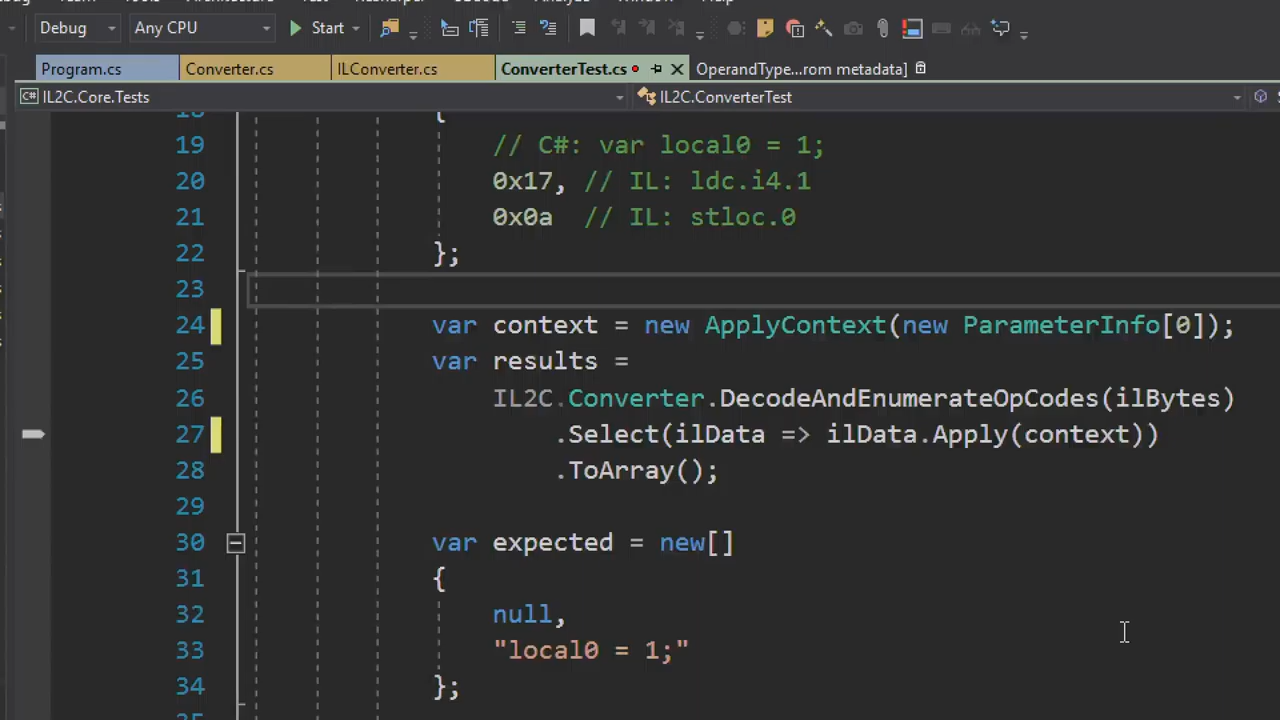 Debug
Any CPU
Start
Program.cs
Converter.cs
ILConverter.cs
ConverterTest.cs
OperandType...rom metadata]
C# IL2C.Core.Tests
IL2C.ConverterTest
{
19 // C#: var local0 = 1;
20 0x17, // IL: ldc.i4.1
21 0x0a // IL: stloc.0
22 };
23
24 var context = new ApplyContext(new ParameterInfo[0]);
25 var results =
26 IL2C.Converter.DecodeAndEnumerateOpCodes(ilBytes)
27 .Select(ilData => ilData.Apply(context))
28 .ToArray();
29
30 var expected = new[]
31 {
32 null,
33 "local0 = 1;"
34 };